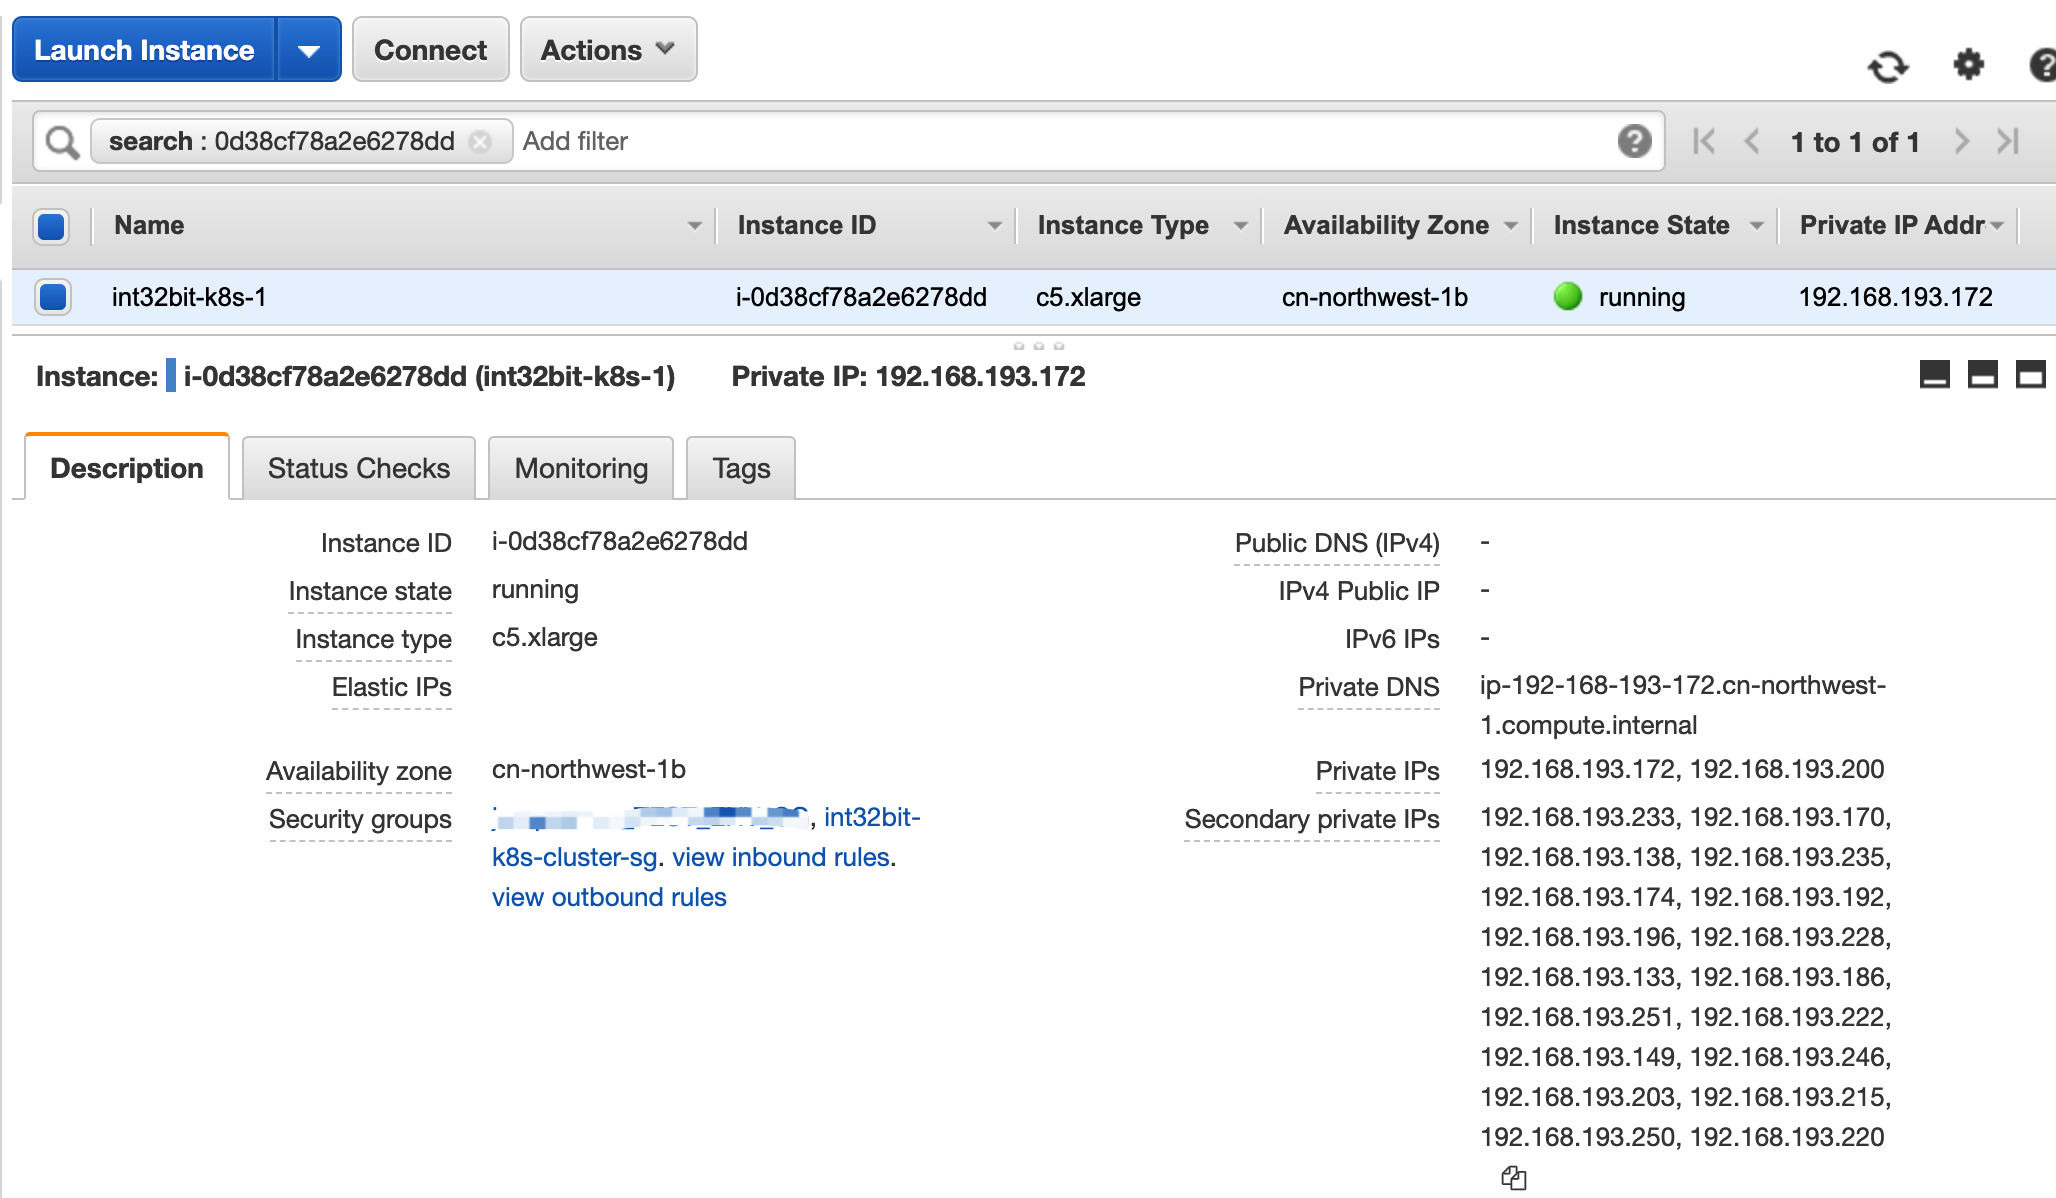 Launch Instance Connect Actions
search : 0d38cf78a2e6278dd Add filter 1 to 1 of 1
Name Instance ID Instance Type Availability Zone Instance State Private IP Addr
int32bit-k8s-1 i-0d38cf78a2e6278dd c5.xlarge cn-northwest-1b running 192.168.193.172
Instance: i-0d38cf78a2e6278dd (int32bit-k8s-1) Private IP: 192.168.193.172
Description Status Checks Monitoring Tags
Instance ID i-0d38cf78a2e6278dd
Instance state running
Instance type c5.xlarge
Elastic IPs
Availability zone cn-northwest-1b
Security groups , int32bit-
k8s-cluster-sg. view inbound rules.
view outbound rules
Public DNS (IPv4) -
IPv4 Public IP -
IPv6 IPs -
Private DNS ip-192-168-193-172.cn-northwest-
1.compute.internal
Private IPs 192.168.193.172, 192.168.193.200
Secondary private IPs 192.168.193.233, 192.168.193.170,
192.168.193.138, 192.168.193.235,
192.168.193.174, 192.168.193.192,
192.168.193.196, 192.168.193.228,
192.168.193.133, 192.168.193.186,
192.168.193.251, 192.168.193.222,
192.168.193.149, 192.168.193.246,
192.168.193.203, 192.168.193.215,
192.168.193.250, 192.168.193.220